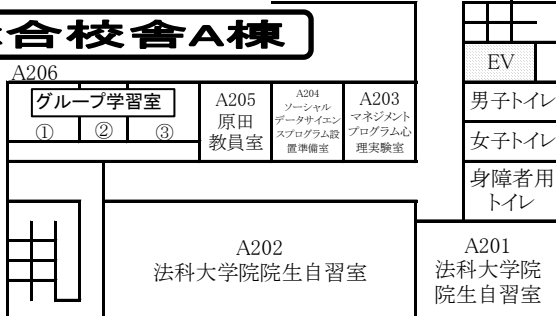 合校舎A棟
EV
A206
グループ学習室
① ② ③
A205
原田
教員室
A204
ソーシャル
データサイエン
スプログラム設
置準備室
A203
マネジメント
プログラム心
理実験室
男子トイレ
女子トイレ
身障者用
トイレ
A202
法科大学院院生自習室
A201
法科大学院
院生自習室